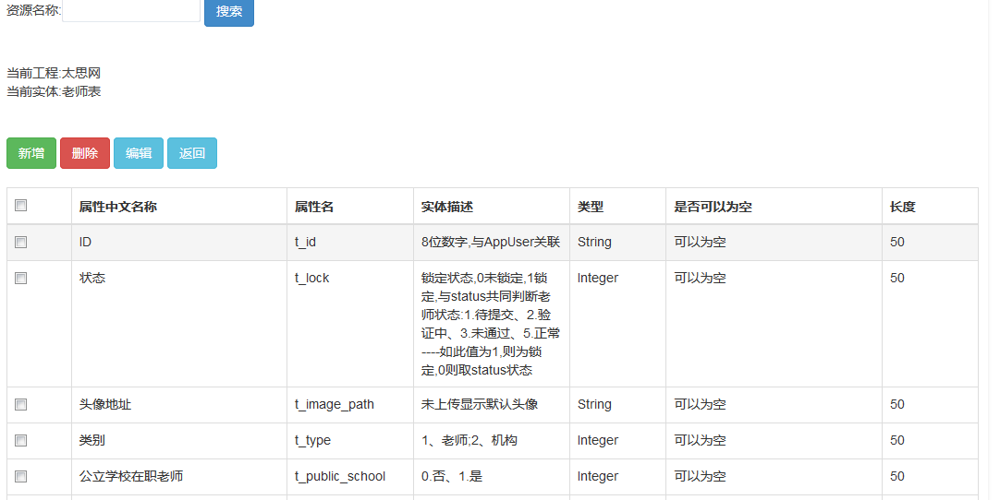 资源名称: 搜索
当前工程:太思网
当前实体:老师表
新增 删除 编辑 返回
属性中文名称 属性名 实体描述 类型 是否可以为空 长度
ID t_id 8位数字,与AppUser关联 String 可以为空 50
状态 t_lock 锁定状态,0未锁定,1锁 Integer 可以为空 50
定,与status共同判断老
师状态:1.待提交、2.验
证中、3.未通过、5.正常
----如此值为1,则为锁
定,0则取status状态
头像地址 t_image_path 未上传显示默认头像 String 可以为空 50
类别 t_type 1、老师;2、机构 Integer 可以为空 50
公立学校在职老师 t_public_school 0.否、1.是 Integer 可以为空 50